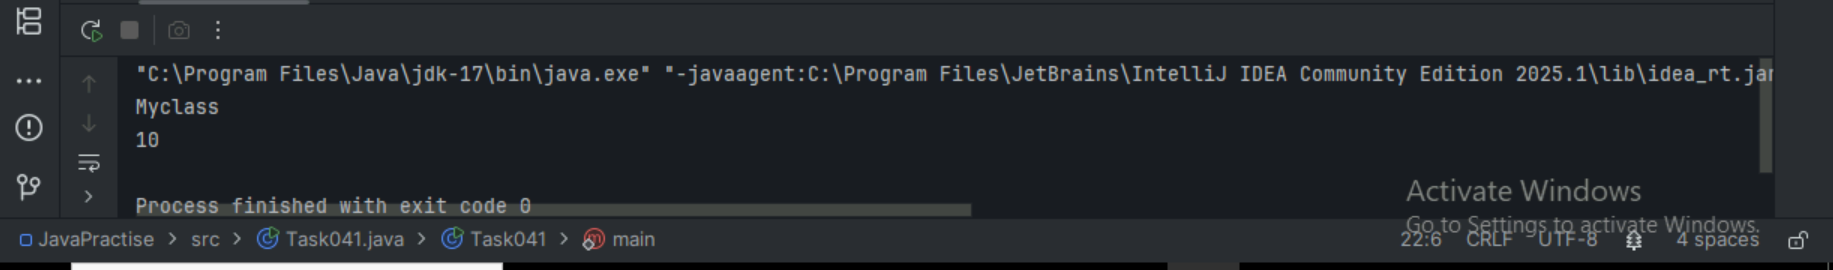 "C:\Program Files\Java\jdk-17\bin\java.exe" "-javaagent:C:\Program Files\JetBrains\IntelliJ IDEA Community Edition 2025.1\lib\idea_rt.jar
Myclass
10
Process finished with exit code 0
Activate Windows
Go to Settings to activate Windows.
JavaPractise > src > Task041.java > Task041 > main 22:6 CRLF UTF-8 4 spaces